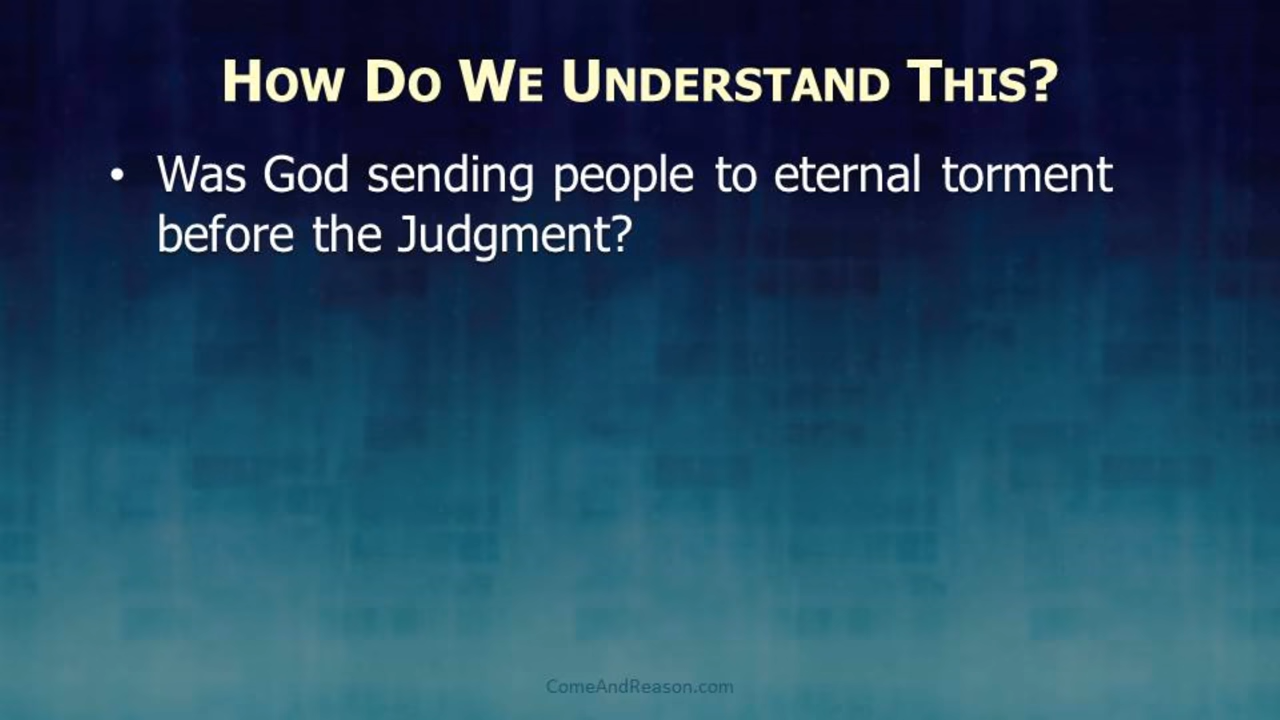 HOW DO WE UNDERSTAND THIS?
• Was God sending people to eternal torment
before the Judgment?
ComeAndReason.com